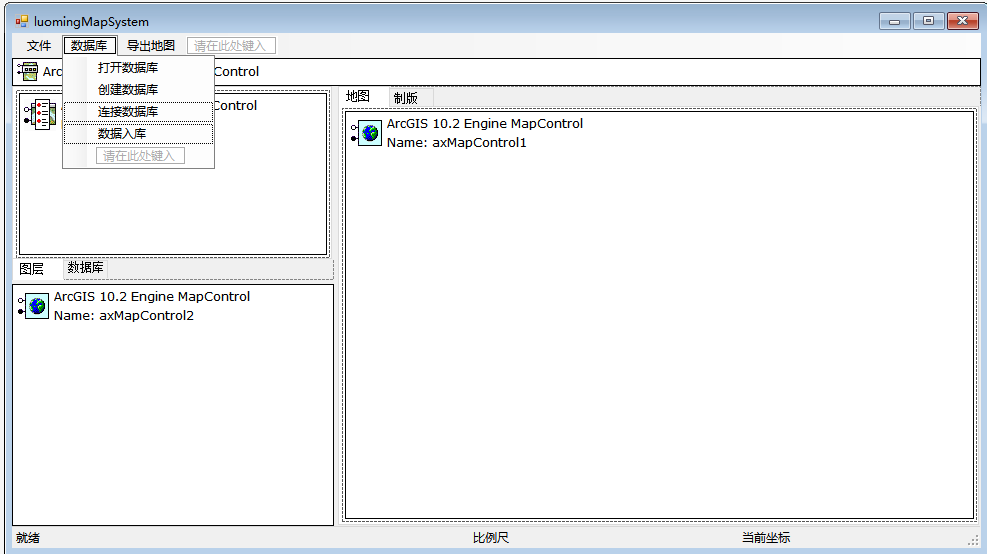 luomingMapSystem
文件 数据库 导出地图 请在此处键入
打开数据库
创建数据库
连接数据库
数据入库
请在此处键入
Arc
Control
Control
图层 数据库
ArcGIS 10.2 Engine MapControl
Name: axMapControl2
地图 制版
ArcGIS 10.2 Engine MapControl
Name: axMapControl1
就绪 比例尺 当前坐标